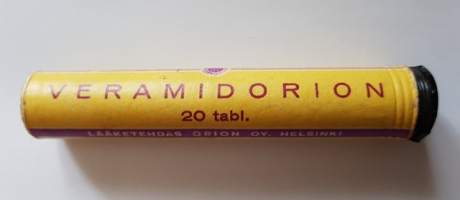 VERAMIDORION
20 tabl.
LÄÄKETEHDAS ORION OY. HELSINKI